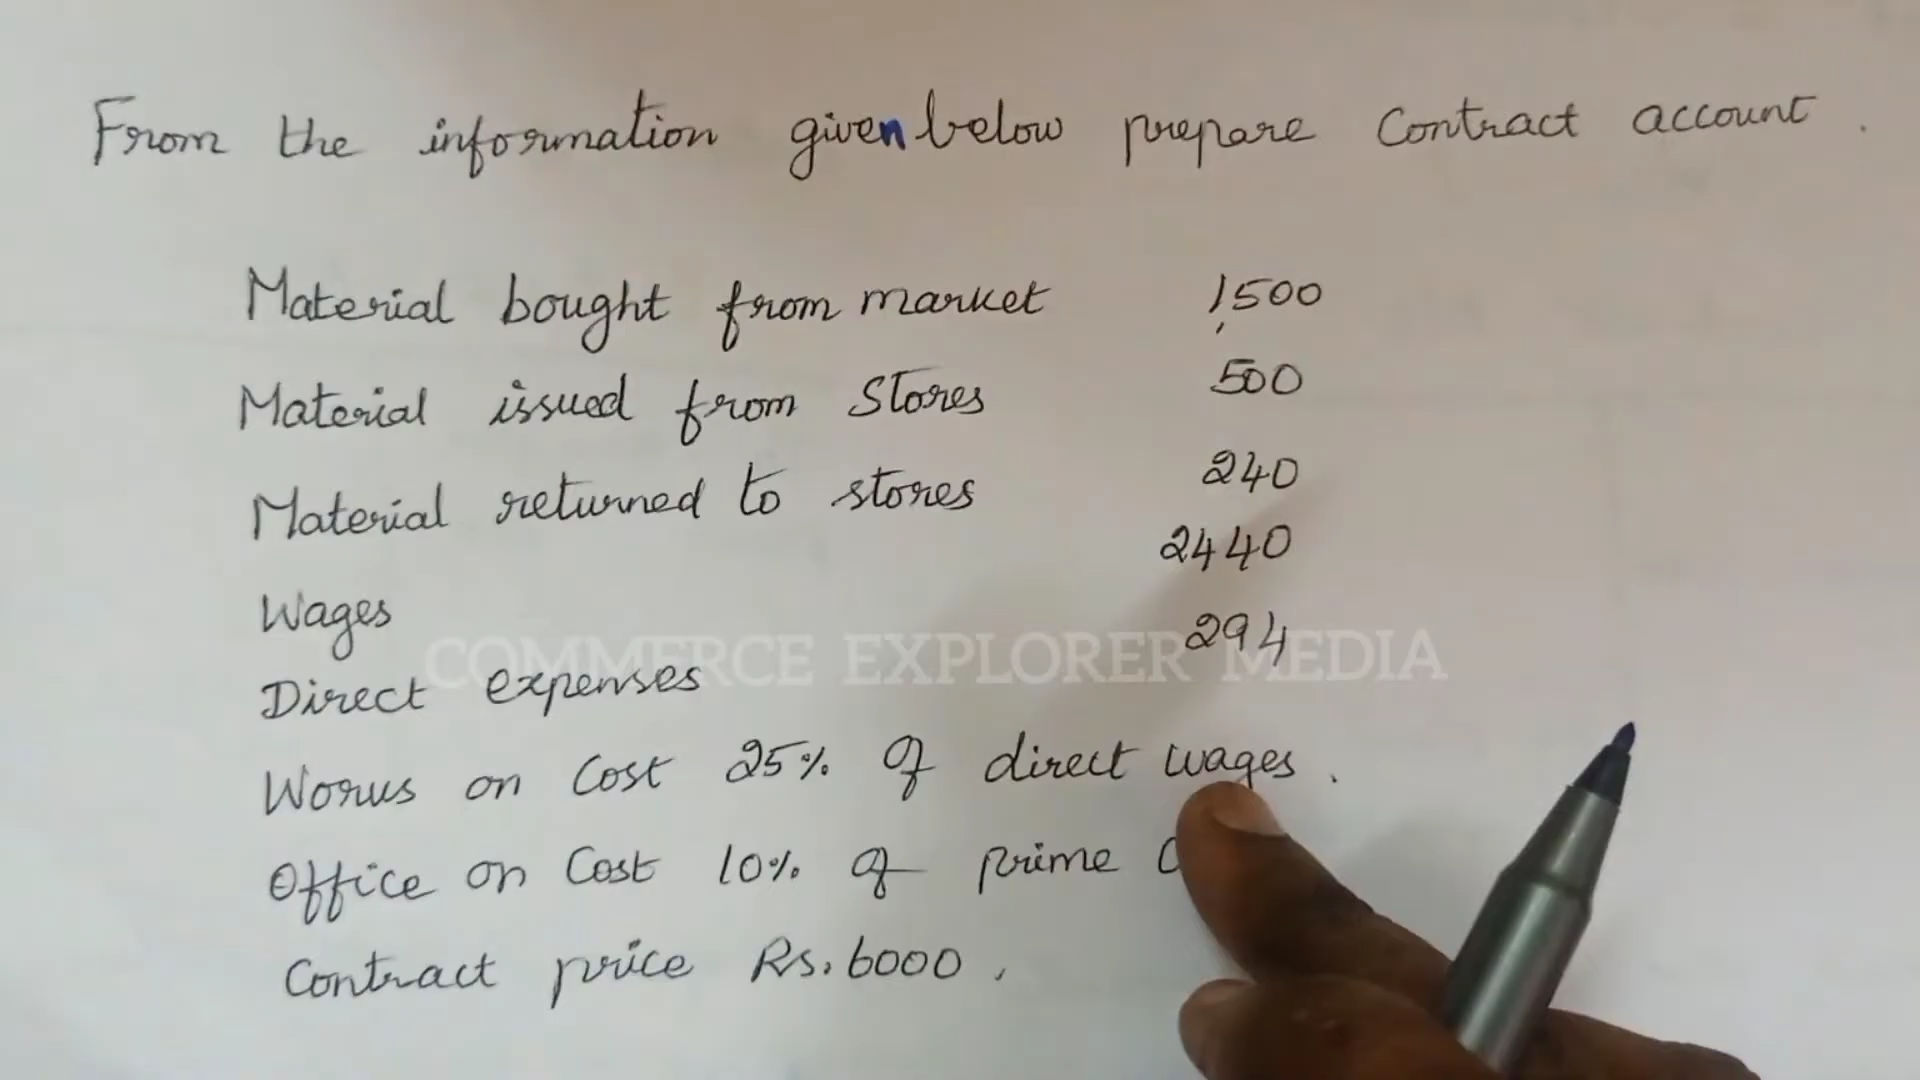 From the information given below prepare Contract account .
Material bought from market 1,500
Material issued from Stores 500
Material returned to stores 240
Wages 2440
Direct expenses 294
COMMERCE EXPLORER MEDIA
Works on Cost 25% of direct wages .
Office on Cost 10% of prime
Contract price Rs. 6000 .